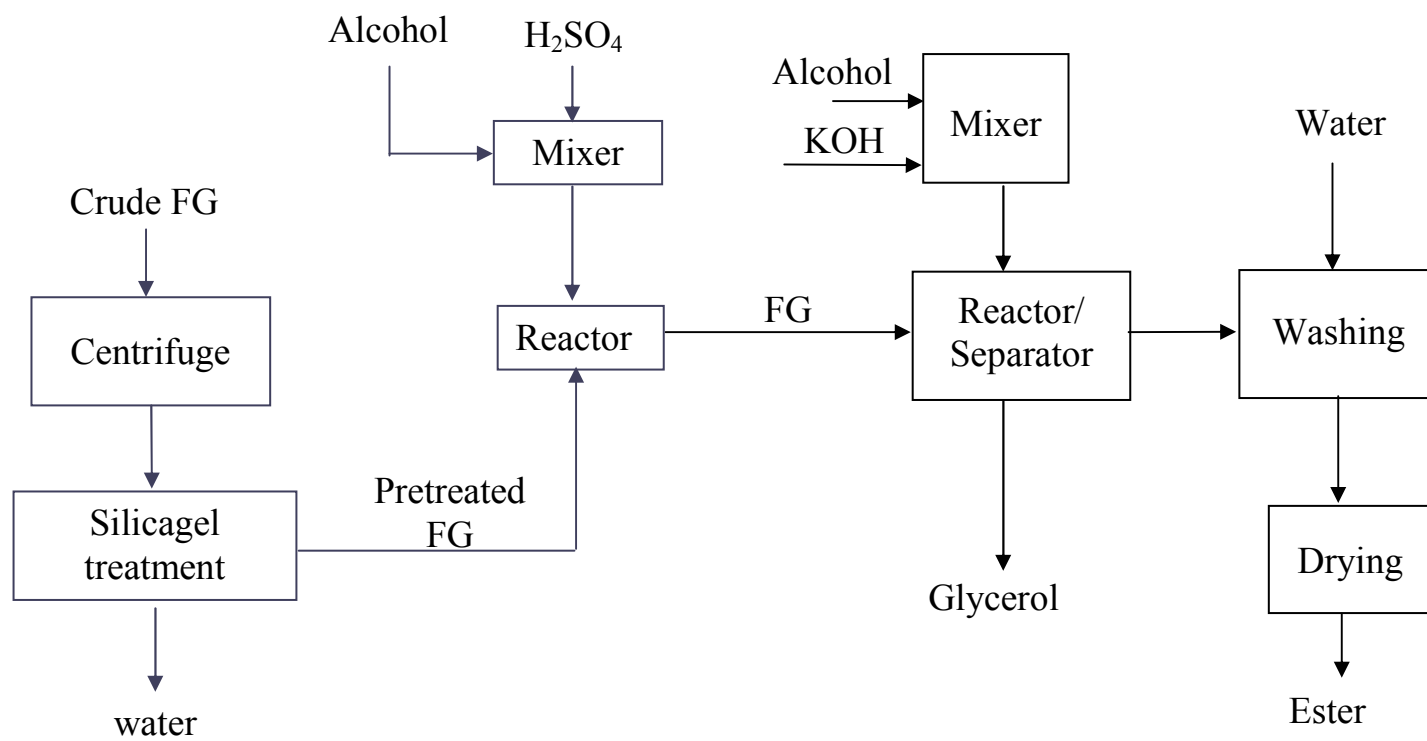 Alcohol
H₂SO₄
Mixer
Crude FG
Centrifuge
Silicagel
treatment
water
Pretreated
FG
Reactor
FG
Alcohol
KOH
Mixer
Reactor/
Separator
Glycerol
Water
Washing
Drying
Ester